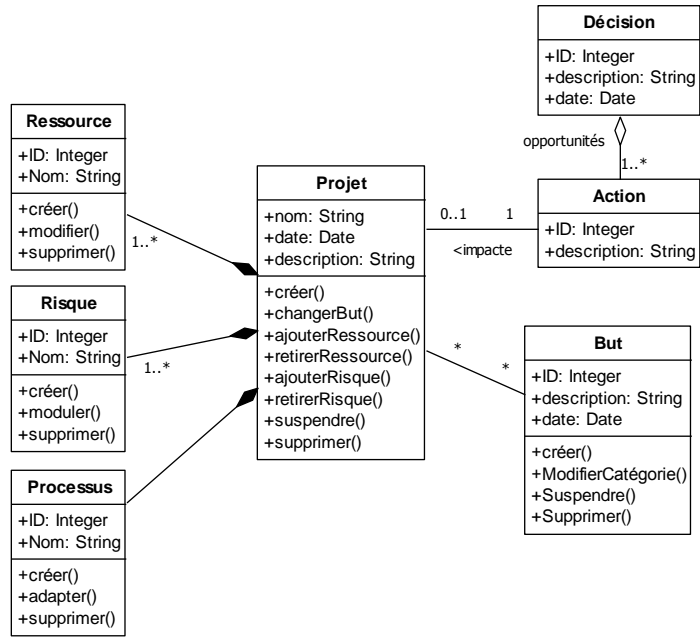 Ressource
+ID: Integer
+Nom: String
+créer()
+modifier()
+supprimer()
1..*
Risque
+ID: Integer
+Nom: String
+créer()
+moduler()
+supprimer()
1..*
Processus
+ID: Integer
+Nom: String
+créer()
+adapter()
+supprimer()
Projet
+nom: String
+date: Date
+description: String
+créer()
+changerBut()
+ajouterRessource()
+retirerRessource()
+ajouterRisque()
+retirerRisque()
+suspendre()
+supprimer()
0..1 1
<impacte
* *
Décision
+ID: Integer
+description: String
+date: Date
opportunités
1..*
Action
+ID: Integer
+description: String
But
+ID: Integer
+description: String
+date: Date
+créer()
+ModifierCatégorie()
+Suspendre()
+Supprimer()